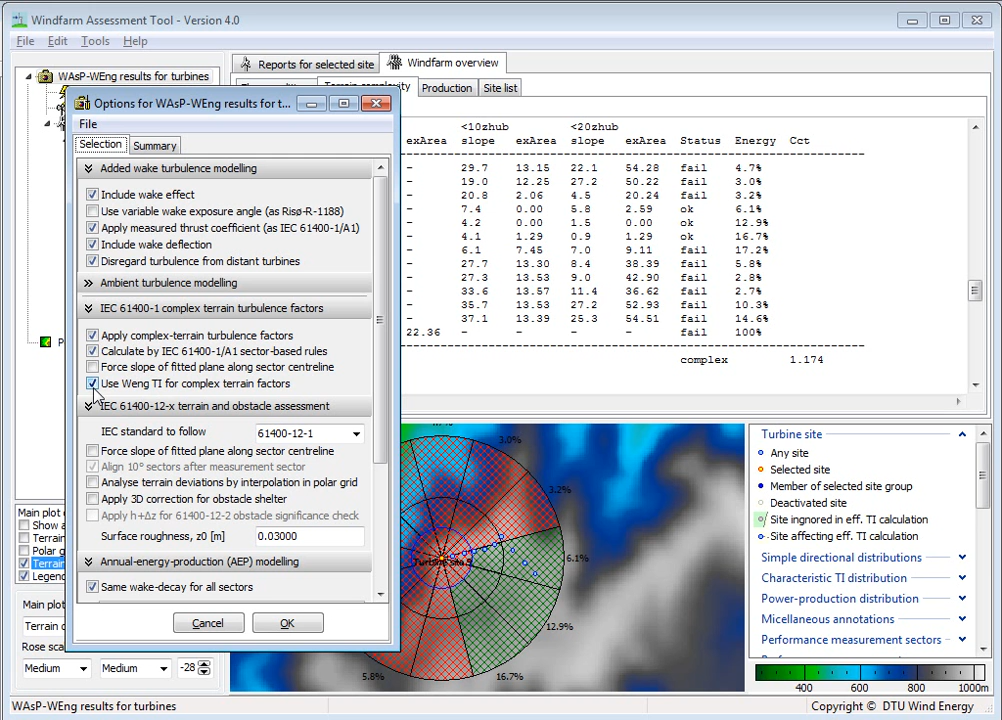 Windfarm Assessment Tool - Version 4.0
File Edit Tools Help
WAsP-WEng results for turbines
Reports for selected site
Windfarm overview
Production
Site list
Options for WAsP-WEng results for t...
File
Selection
Summary
Added wake turbulence modelling
Include wake effect
Use variable wake exposure angle (as Risø-R-1188)
Apply measured thrust coefficient (as IEC 61400-1/A1)
Include wake deflection
Disregard turbulence from distant turbines
Ambient turbulence modelling
IEC 61400-1 complex terrain turbulence factors
Apply complex-terrain turbulence factors
Calculate by IEC 61400-1/A1 sector-based rules
Force slope of fitted plane along sector centreline
Use Weng TI for complex terrain factors
IEC 61400-12-x terrain and obstacle assessment
IEC standard to follow 61400-12-1
Force slope of fitted plane along sector centreline
Align 10° sectors after measurement sector
Analyse terrain deviations by interpolation in polar grid
Apply 3D correction for obstacle shelter
Apply h+Δz for 61400-12-2 obstacle significance check
Surface roughness, z0 [m] 0.03000
Annual-energy-production (AEP) modelling
Same wake-decay for all sectors
Cancel
OK
<10zhub <20zhub
exArea slope exArea slope exArea Status Energy Cct
- 29.7 13.15 22.1 54.28 fail 4.7%
- 19.0 12.25 27.2 50.22 fail 3.0%
- 20.8 2.06 4.5 20.24 fail 3.2%
- 7.4 0.00 5.8 2.59 ok 6.1%
- 4.2 0.00 1.5 0.00 ok 12.9%
- 4.1 1.29 0.9 1.29 ok 16.7%
- 6.1 7.45 7.0 9.11 fail 17.2%
- 27.7 13.30 8.4 38.39 fail 5.8%
- 27.3 13.53 9.0 42.90 fail 2.8%
- 33.6 13.57 11.4 36.62 fail 2.7%
- 35.7 13.53 27.2 52.93 fail 10.3%
- 37.1 13.39 25.3 54.51 fail 14.6%
22.36 - - - - fail 100%
complex 1.174
3.0%
3.2%
6.1%
12.9%
16.7%
5.8%
Turbine site
Any site
Selected site
Member of selected site group
Deactivated site
Site ingnored in eff. TI calculation
Site affecting eff. TI calculation
Simple directional distributions
Characteristic TI distribution
Power-production distribution
Micellaneous annotations
Performance measurement sectors
400 600 800 1000m
Main plot
Show a
Terrain
Polar g
Terrain
Legend
Main plot
Terrain c
Rose sca
Medium Medium -28
WAsP-WEng results for turbines
Copyright © DTU Wind Energy